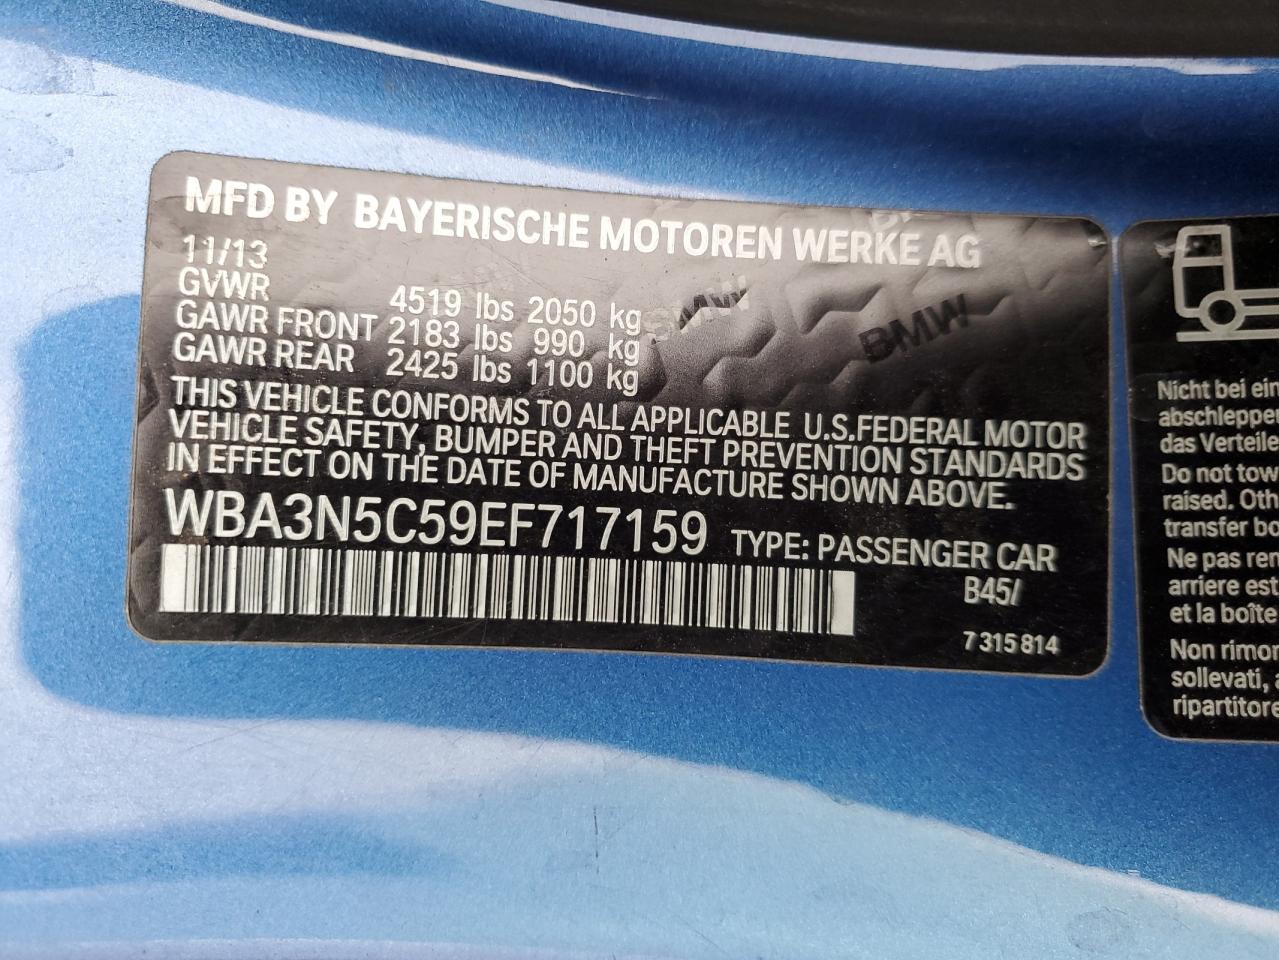 MFD BY BAYERISCHE MOTOREN WERKE AG
11/13
GVWR 4519 lbs 2050 kg
GAWR FRONT 2183 lbs 990 kg
GAWR REAR 2425 lbs 1100 kg
THIS VEHICLE CONFORMS TO ALL APPLICABLE U.S.FEDERAL MOTOR
VEHICLE SAFETY, BUMPER AND THEFT PREVENTION STANDARDS
IN EFFECT ON THE DATE OF MANUFACTURE SHOWN ABOVE.
WBA3N5C59EF717159 TYPE: PASSENGER CAR
B45/
7 315 814
BMW
BMW
Nicht bei ein
abschleppen
das Verteile
Do not tow
raised. Oth
transfer bo
Ne pas rem
arriere est
et la boîte
Non rimor
sollevati, a
ripartitore